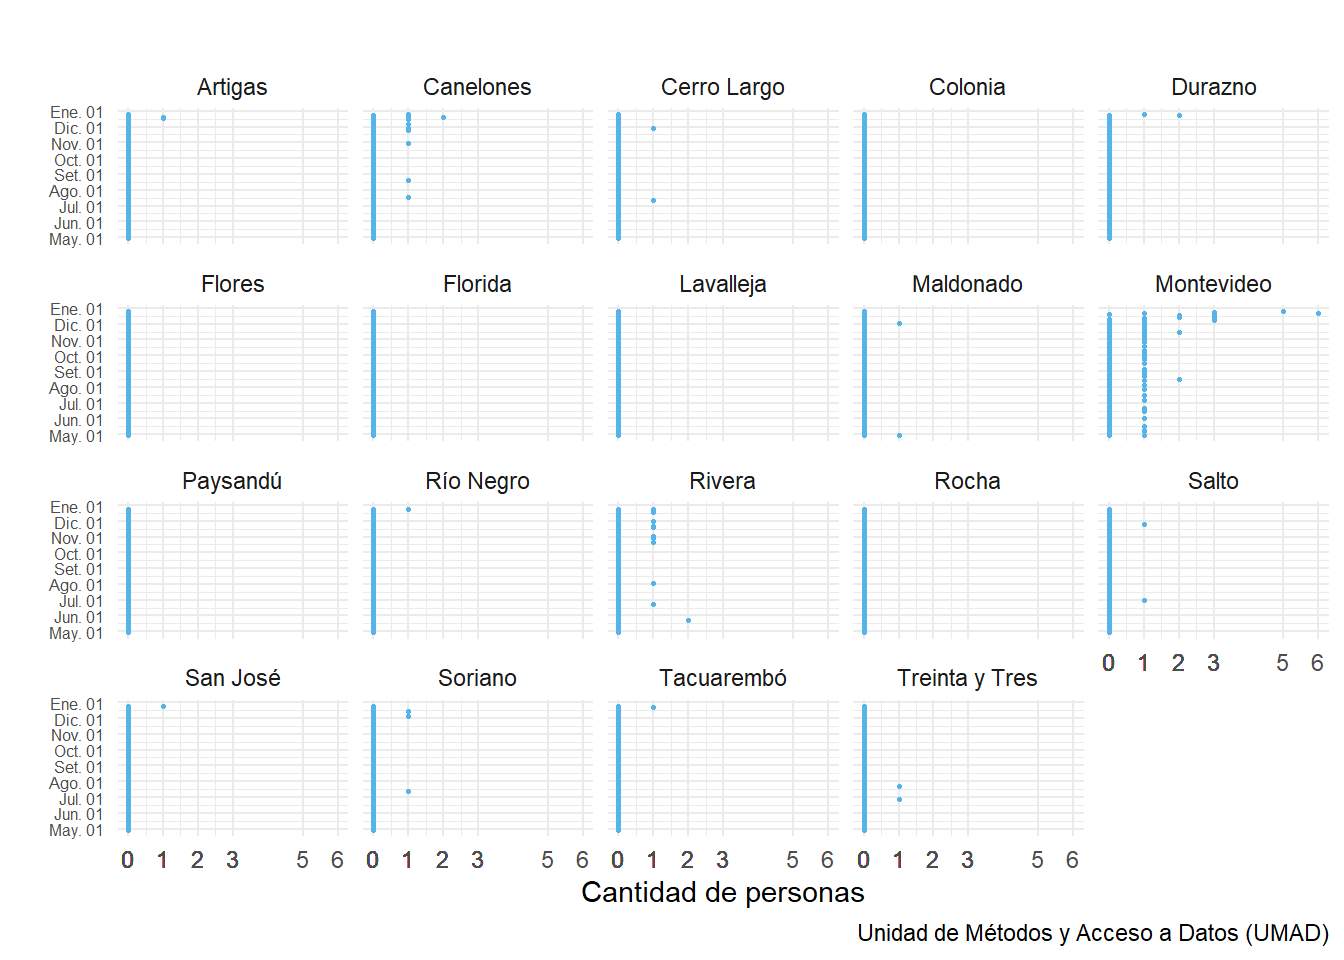 Artigas Canelones Cerro Largo Colonia Durazno
Ene. 01
Dic. 01
Nov. 01
Oct. 01
Set. 01
Ago. 01
Jul. 01
Jun. 01
May. 01
Flores Florida Lavalleja Maldonado Montevideo
Ene. 01
Dic. 01
Nov. 01
Oct. 01
Set. 01
Ago. 01
Jul. 01
Jun. 01
May. 01
Paysandú Río Negro Rivera Rocha Salto
Ene. 01
Dic. 01
Nov. 01
Oct. 01
Set. 01
Ago. 01
Jul. 01
Jun. 01
May. 01
0 1 2 3 5 6
San José Soriano Tacuarembó Treinta y Tres
Ene. 01
Dic. 01
Nov. 01
Oct. 01
Set. 01
Ago. 01
Jul. 01
Jun. 01
May. 01
0 1 2 3 5 6 0 1 2 3 5 6 0 1 2 3 5 6 0 1 2 3 5 6
Cantidad de personas
Unidad de Métodos y Acceso a Datos (UMAD)